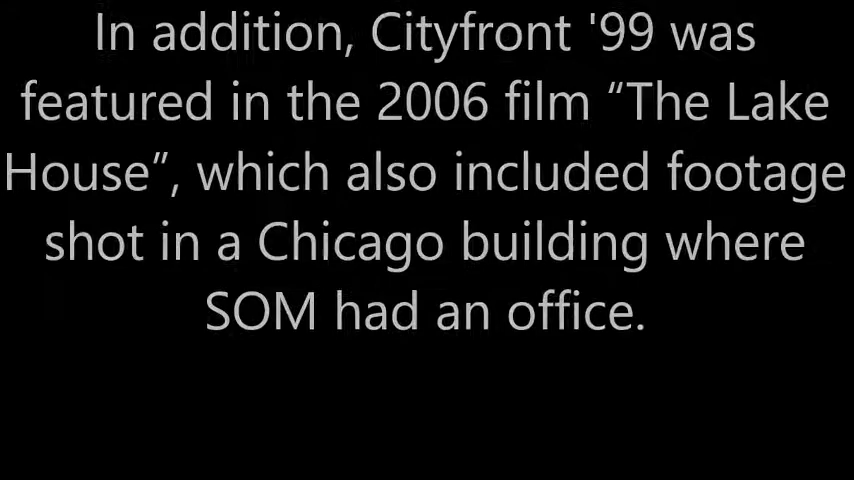 In addition, Cityfront '99 was
featured in the 2006 film “The Lake
House”, which also included footage
shot in a Chicago building where
SOM had an office.